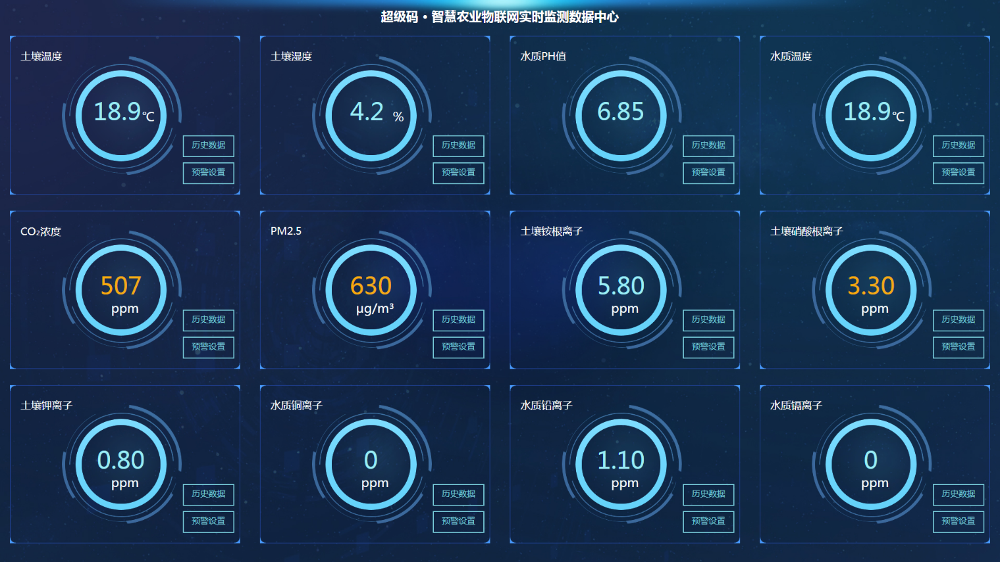 超级码·智慧农业物联网实时监测数据中心
土壤温度
18.9℃
历史数据
预警设置
土壤湿度
4.2 %
历史数据
预警设置
水质PH值
6.85
历史数据
预警设置
水质温度
18.9℃
历史数据
预警设置
CO₂浓度
507
ppm
历史数据
预警设置
PM2.5
630
μg/m³
历史数据
预警设置
土壤铵根离子
5.80
ppm
历史数据
预警设置
土壤硝酸根离子
3.30
ppm
历史数据
预警设置
土壤钾离子
0.80
ppm
历史数据
预警设置
水质铜离子
0
ppm
历史数据
预警设置
水质铅离子
1.10
ppm
历史数据
预警设置
水质镉离子
0
ppm
历史数据
预警设置